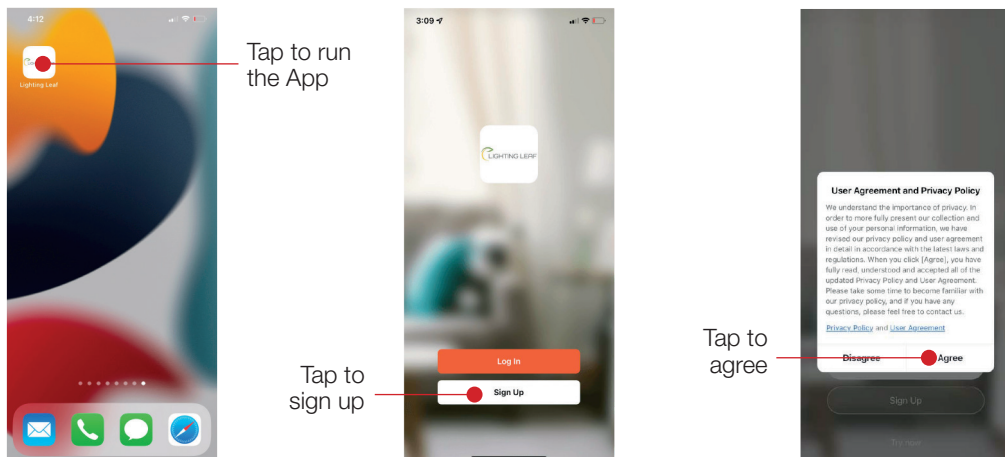 4:12
Lighting Leaf
Tap to run
the App
3:09
LIGHTING LEAF
Log In
Sign Up
Tap to
sign up
User Agreement and Privacy Policy
We understand the importance of privacy. In
order to more fully present our collection and
use of your personal information, we have
revised our privacy policy and user agreement
in detail in accordance with the latest laws and
regulations. When you click [Agree], you have
fully read, understood and accepted all of the
updated Privacy Policy and User Agreement.
Please take some time to become familiar with
our privacy policy, and if you have any
questions, please feel free to contact us.
Privacy Policy and User Agreement
Disagree
Agree
Sign Up
Try now
Tap to
agree